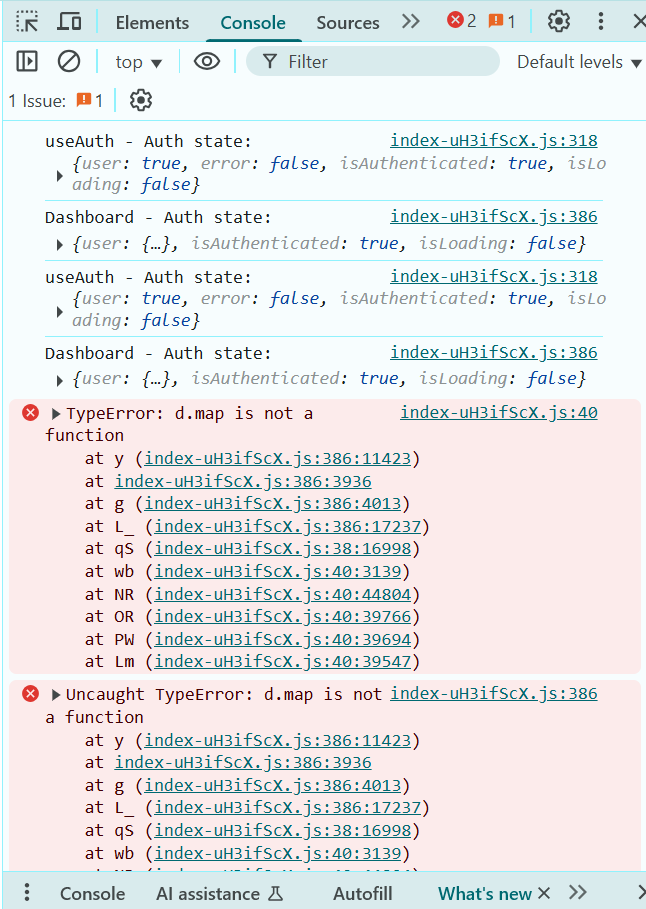 Elements Console Sources 2 1
top Filter Default levels
1 Issue: 1
useAuth - Auth state: index-uH3ifScX.js:318
{user: true, error: false, isAuthenticated: true, isLo
ading: false}
Dashboard - Auth state: index-uH3ifScX.js:386
{user: {…}, isAuthenticated: true, isLoading: false}
useAuth - Auth state: index-uH3ifScX.js:318
{user: true, error: false, isAuthenticated: true, isLo
ading: false}
Dashboard - Auth state: index-uH3ifScX.js:386
{user: {…}, isAuthenticated: true, isLoading: false}
TypeError: d.map is not a index-uH3ifScX.js:40
function
at y (index-uH3ifScX.js:386:11423)
at index-uH3ifScX.js:386:3936
at g (index-uH3ifScX.js:386:4013)
at L_ (index-uH3ifScX.js:386:17237)
at qS (index-uH3ifScX.js:38:16998)
at wb (index-uH3ifScX.js:40:3139)
at NR (index-uH3ifScX.js:40:44804)
at OR (index-uH3ifScX.js:40:39766)
at PW (index-uH3ifScX.js:40:39694)
at Lm (index-uH3ifScX.js:40:39547)
Uncaught TypeError: d.map is not index-uH3ifScX.js:386
a function
at y (index-uH3ifScX.js:386:11423)
at index-uH3ifScX.js:386:3936
at g (index-uH3ifScX.js:386:4013)
at L_ (index-uH3ifScX.js:386:17237)
at qS (index-uH3ifScX.js:38:16998)
at wb (index-uH3ifScX.js:40:3139)
Console AI assistance Autofill What's new